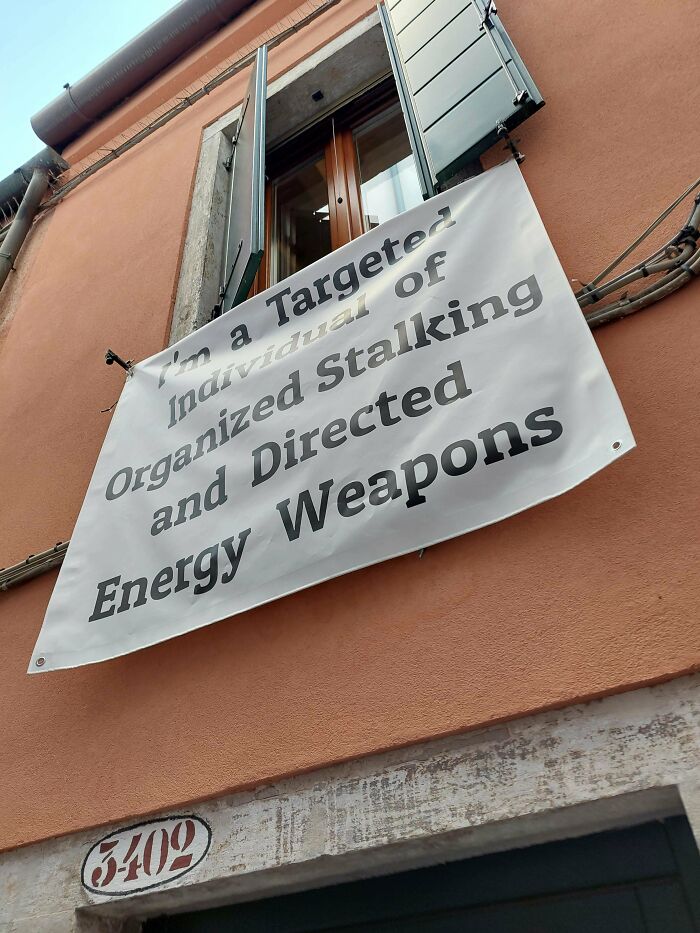 I'm a Targeted
Individual of
Organized Stalking
and Directed
Energy Weapons
3402